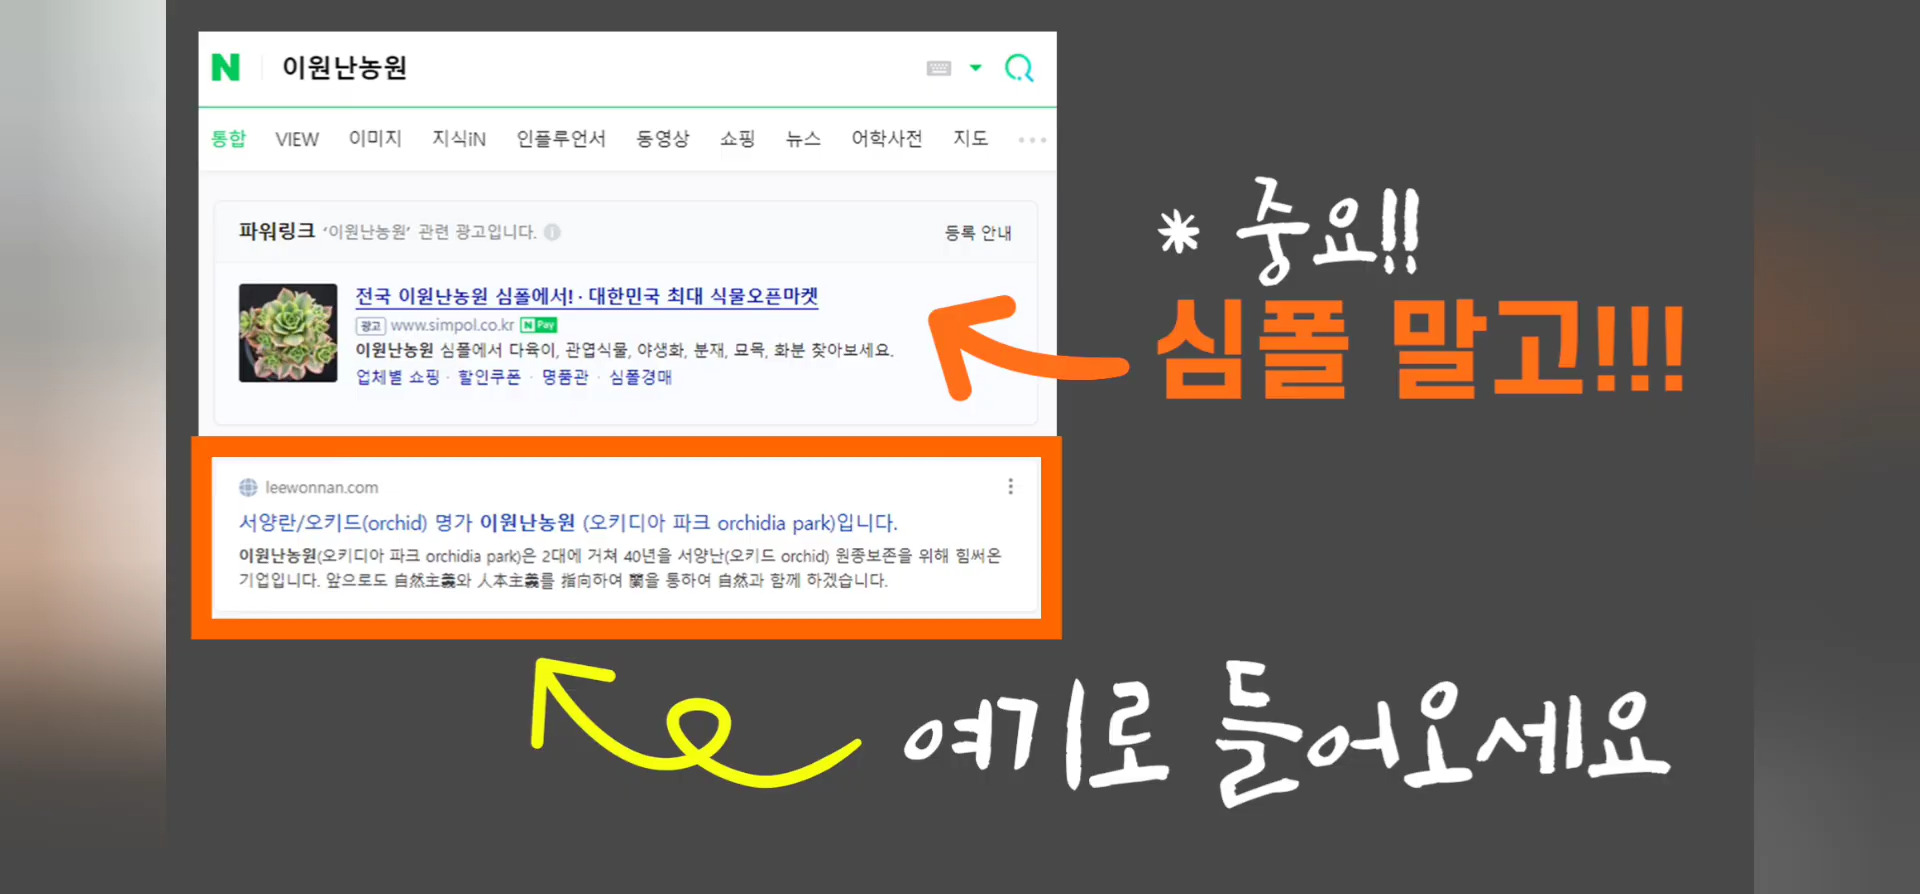 N 이원난농원
통합 VIEW 이미지 지식iN 인플루언서 동영상 쇼핑 뉴스 어학사전 지도
파워링크 '이원난농원' 관련 광고입니다. 등록 안내
전국 이원난농원 심폴에서! · 대한민국 최대 식물오픈마켓
광고 www.simpol.co.kr N Pay
이원난농원 심폴에서 다육이, 관엽식물, 야생화, 분재, 묘목, 화분 찾아보세요.
업체별 쇼핑 · 할인쿠폰 · 명품관 · 심폴경매
* 중요!!
심폴 말고!!!
leewonnan.com
서양란/오키드(orchid) 명가 이원난농원 (오키디아 파크 orchidia park)입니다.
이원난농원(오키디아 파크 orchidia park)은 2대에 거쳐 40년을 서양난(오키드 orchid) 원종보존을 위해 힘써온
기업입니다. 앞으로도 自然主義와 人本主義를 指向하여 蘭을 통하여 自然과 함께 하겠습니다.
여기로 들어오세요